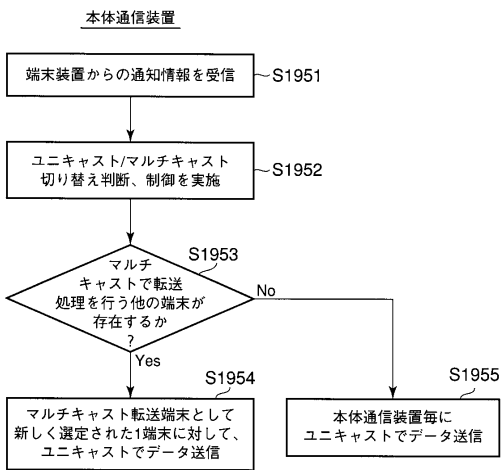 本体通信装置
端末装置からの通知情報を受信
S1951
ユニキャスト/マルチキャスト
切り替え判断、制御を実施
S1952
S1953
マルチ
キャストで転送
処理を行う他の端末が
存在するか
?
No
Yes
S1954
マルチキャスト転送端末として
新しく選定された1端末に対して、
ユニキャストでデータ送信
S1955
本体通信装置毎に
ユニキャストでデータ送信